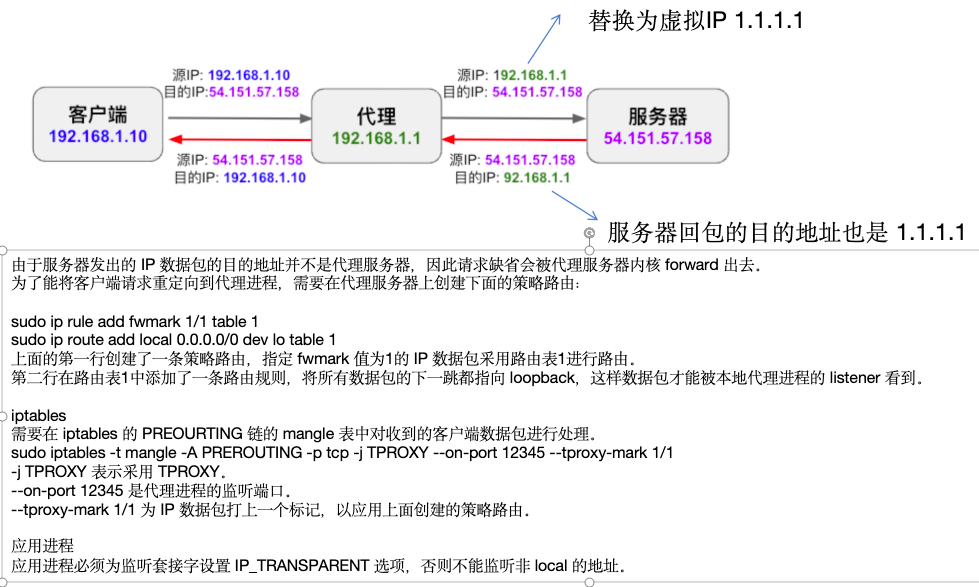 替换为虚拟IP 1.1.1.1
源IP: 192.168.1.10
目的IP:54.151.57.158
源IP: 192.168.1.1
目的IP: 54.151.57.158
客户端
192.168.1.10
代理
192.168.1.1
服务器
54.151.57.158
源IP: 54.151.57.158
目的IP: 192.168.1.10
源IP: 54.151.57.158
目的IP: 92.168.1.1
服务器回包的目的地址也是 1.1.1.1
由于服务器发出的 IP 数据包的目的地址并不是代理服务器，因此请求缺省会被代理服务器内核 forward 出去。
为了能将客户端请求重定向到代理进程，需要在代理服务器上创建下面的策略路由：
sudo ip rule add fwmark 1/1 table 1
sudo ip route add local 0.0.0.0/0 dev lo table 1
上面的第一行创建了一条策略路由，指定 fwmark 值为1的 IP 数据包采用路由表1进行路由。
第二行在路由表1中添加了一条路由规则，将所有数据包的下一跳都指向 loopback，这样数据包才能被本地代理进程的 listener 看到。
iptables
需要在 iptables 的 PREOURTING 链的 mangle 表中对收到的客户端数据包进行处理。
sudo iptables -t mangle -A PREROUTING -p tcp -j TPROXY --on-port 12345 --tproxy-mark 1/1
-j TPROXY 表示采用 TPROXY。
--on-port 12345 是代理进程的监听端口。
--tproxy-mark 1/1 为 IP 数据包打上一个标记，以应用上面创建的策略路由。
应用进程
应用进程必须为监听套接字设置 IP_TRANSPARENT 选项，否则不能监听非 local 的地址。